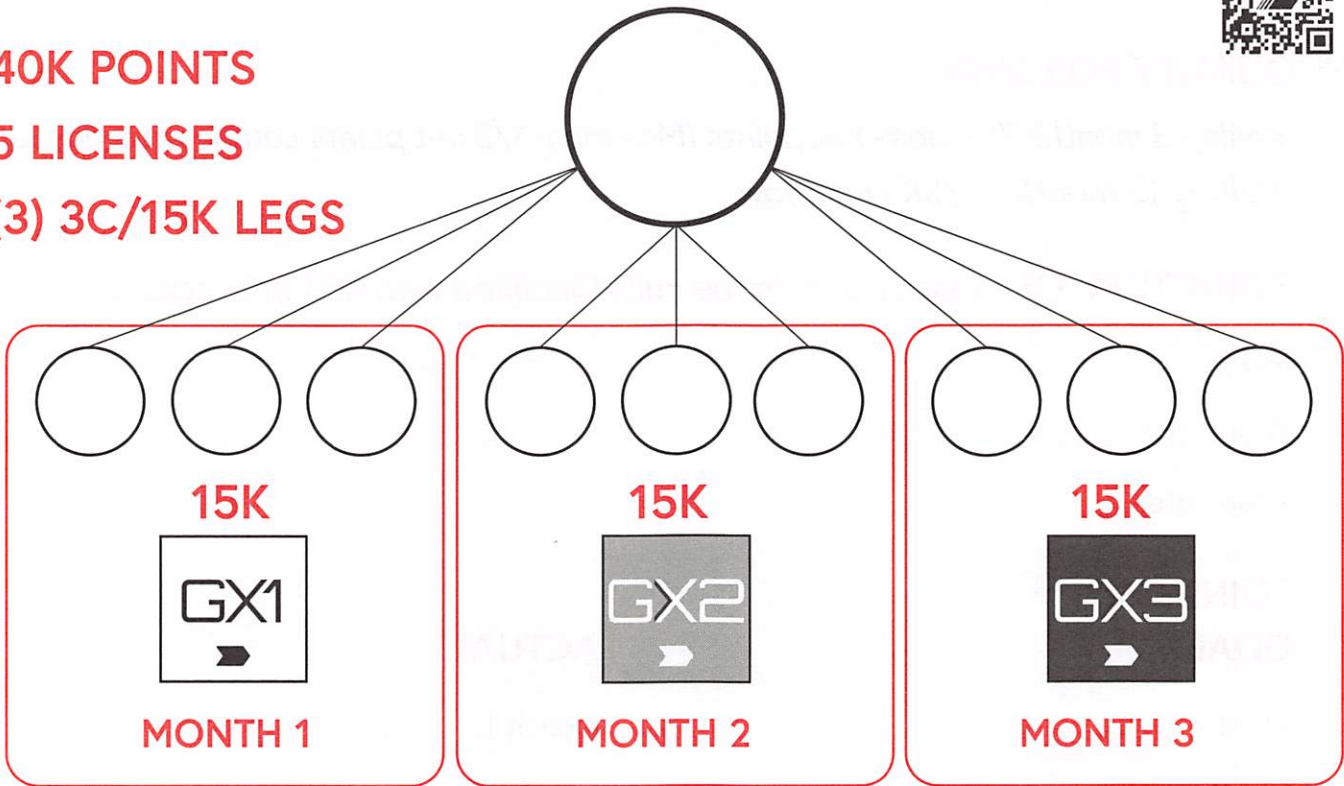 40K POINTS
5 LICENSES
(3) 3C/15K LEGS
15K
15K
15K
GX1
GX2
GX3
MONTH 1
MONTH 2
MONTH 3